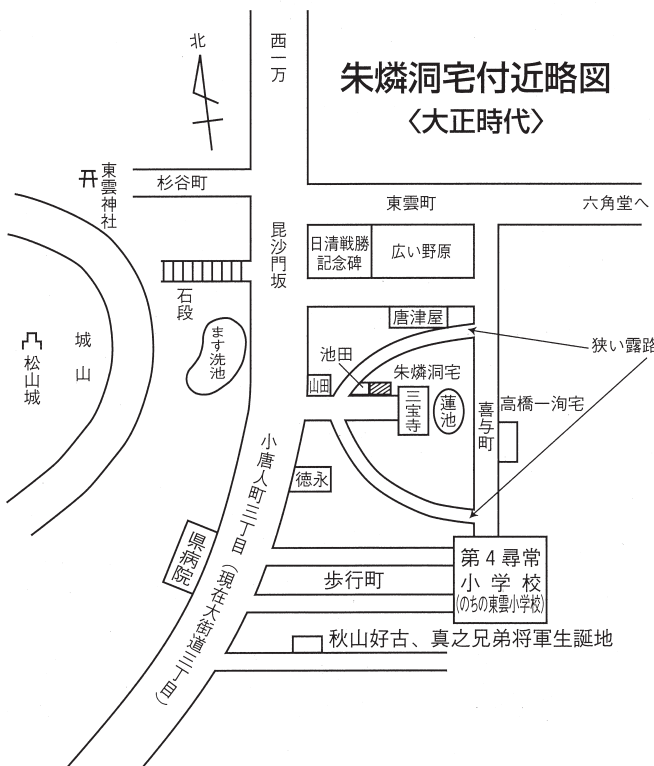 朱燐洞宅付近略図
〈大正時代〉
北
西一万
東雲神社
杉谷町
東雲町
六角堂へ
昆沙門坂
日清戦勝
記念碑
広い野原
石段
ます洗池
城山
松山城
唐津屋
狭い露路
池田
朱燐洞宅
山田
三宝寺
蓮池
喜与町
高橋一洵宅
小唐人町三丁目(現在大街道三丁目)
徳永
県病院
第4尋常
小学校
(のちの東雲小学校)
歩行町
秋山好古、真之兄弟将軍生誕地